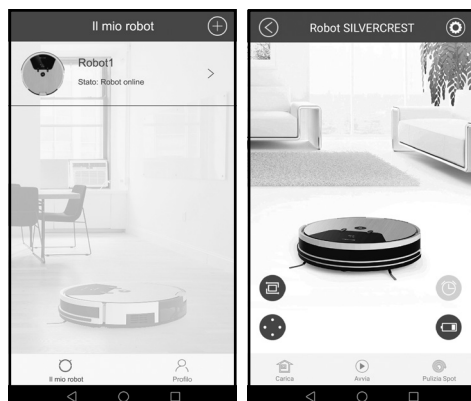 Il mio robot
Robot1
Stato: Robot online
Il mio robot
Profilo
Robot SILVERCREST
Carica
Avvia
Pulizia Spot